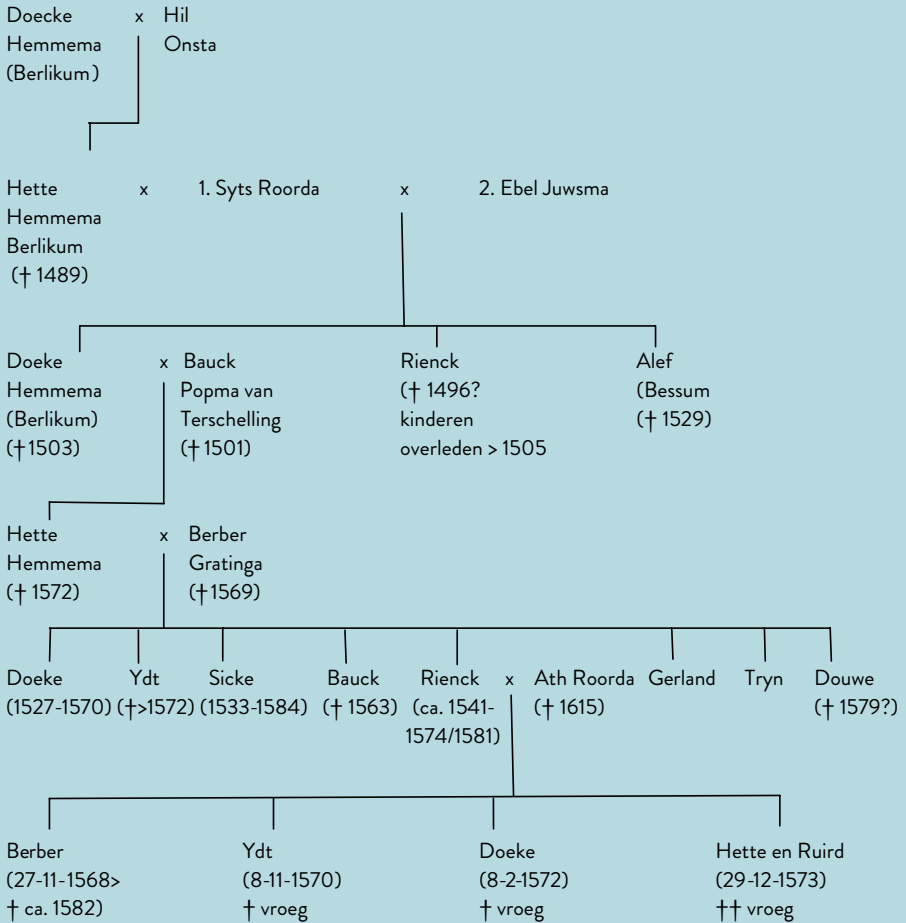 Doecke x Hil
Hemmema Onsta
(Berlikum)
Hette x 1. Syts Roorda x 2. Ebel Juwsma
Hemmema
Berlikum
(† 1489)
Doeke x Bauck Rienck Alef
Hemmema Popma van († 1496? (Bessum
(Berlikum) Terschelling kinderen († 1529)
(†1503) (†1501) overleden > 1505
Hette x Berber
Hemmema Gratinga
(† 1572) (†1569)
Doeke Ydt Sicke Bauck Rienck x Ath Roorda Gerland Tryn Douwe
(1527-1570) (†>1572) (1533-1584) († 1563) (ca. 1541- († 1615) († 1579?)
1574/1581)
Berber Ydt Doeke Hette en Ruird
(27-11-1568> (8-11-1570) (8-2-1572) (29-12-1573)
† ca. 1582) † vroeg † vroeg †† vroeg